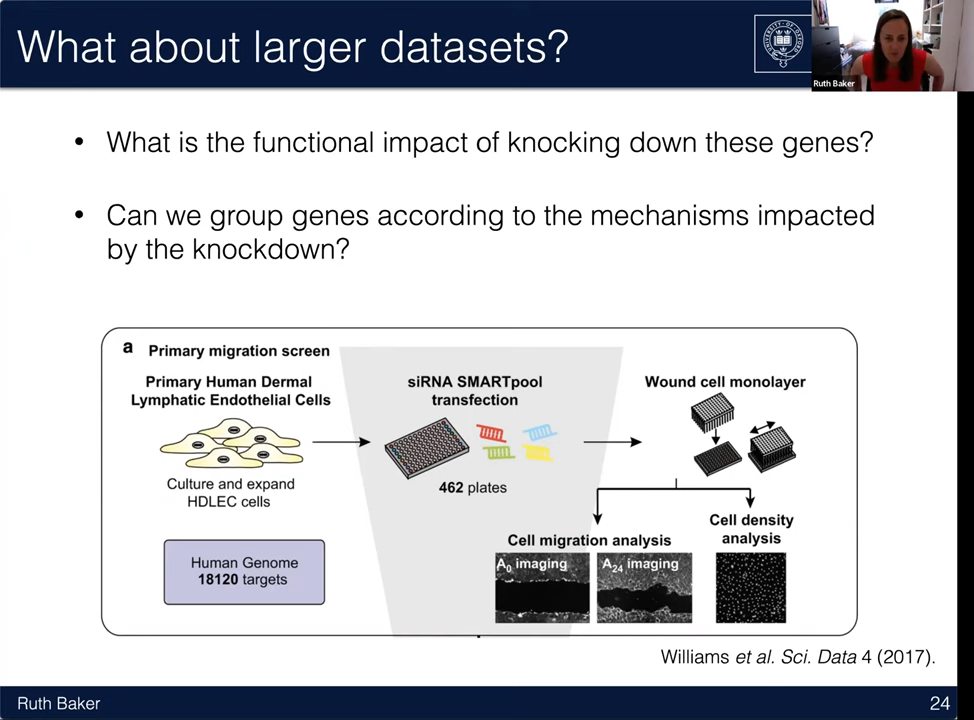 What about larger datasets?
UNIVERSITY OF OXFORD
Ruth Baker
• What is the functional impact of knocking down these genes?
• Can we group genes according to the mechanisms impacted
by the knockdown?
a Primary migration screen
Primary Human Dermal
Lymphatic Endothelial Cells
Culture and expand
HDLEC cells
Human Genome
18120 targets
siRNA SMARTpool
transfection
462 plates
Wound cell monolayer
Cell migration analysis
A0 imaging
A24 imaging
Cell density
analysis
Williams et al. Sci. Data 4 (2017).
Ruth Baker
24